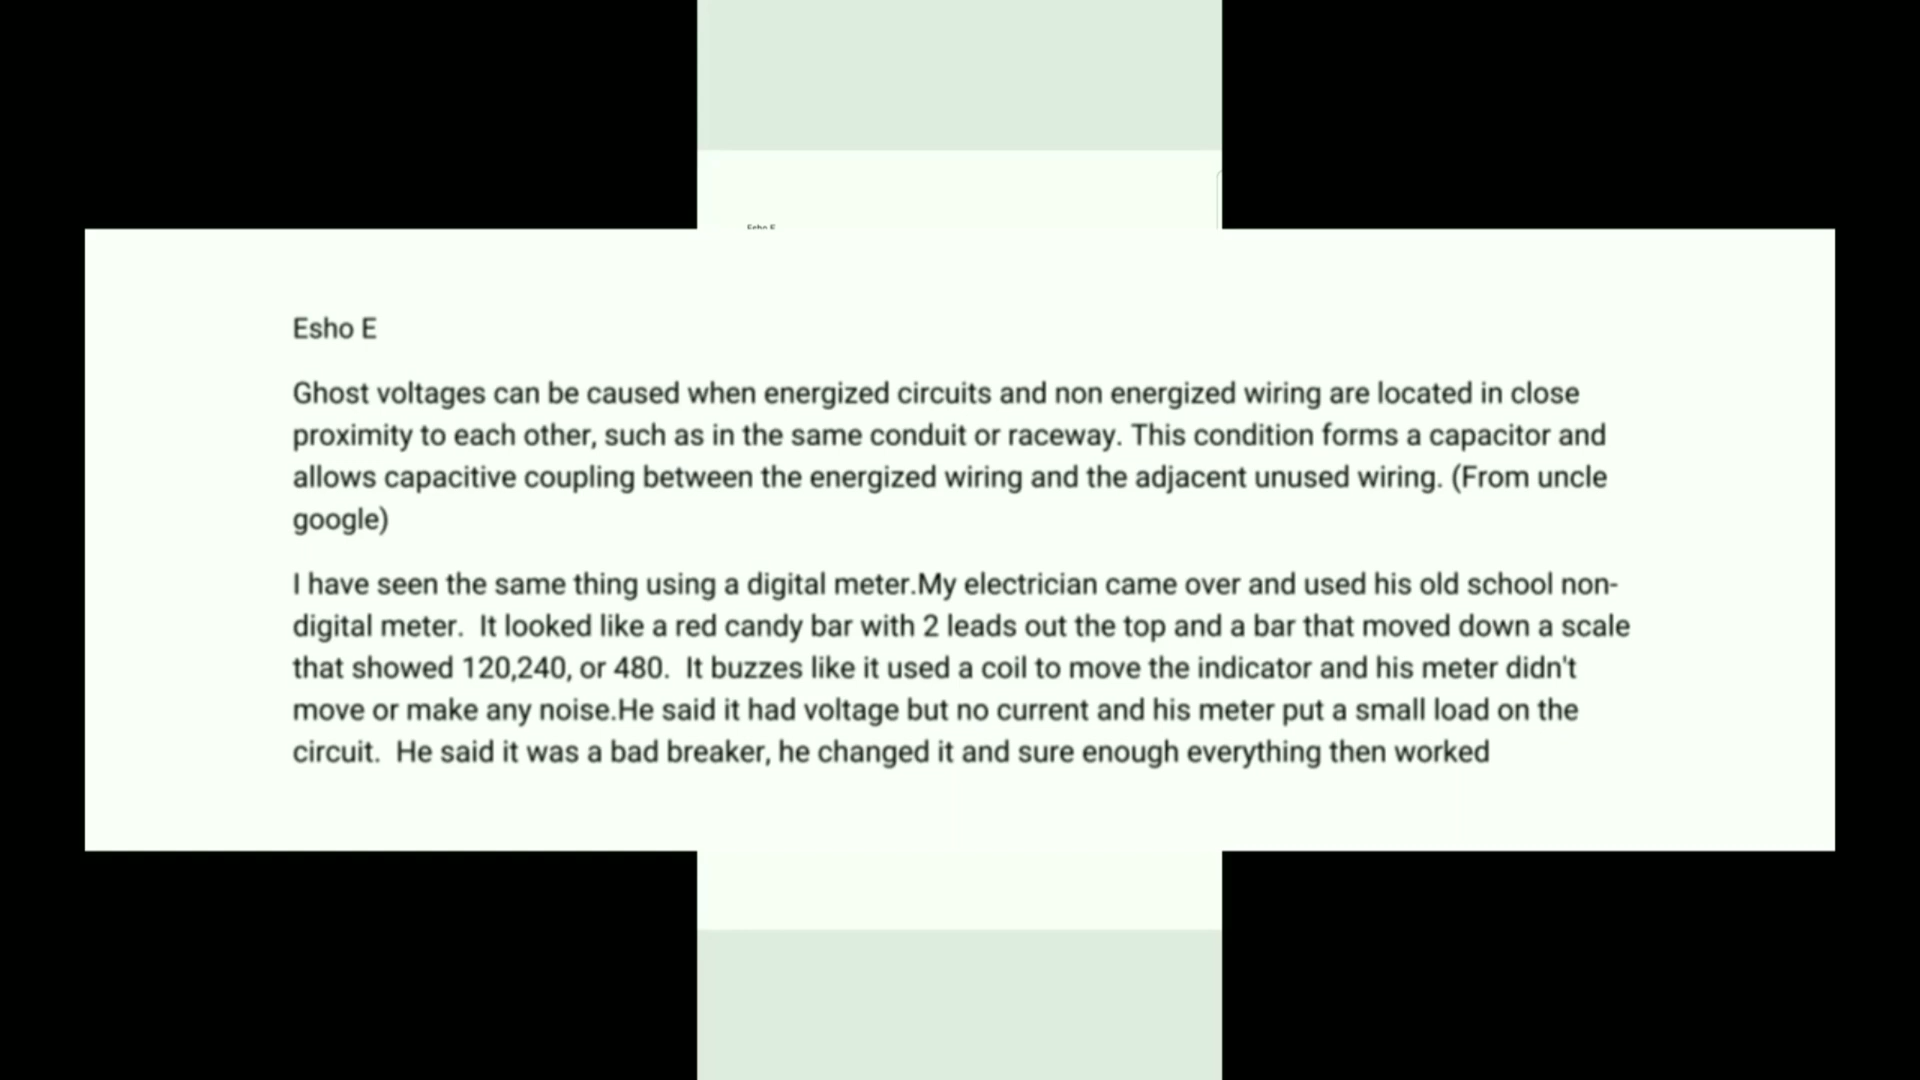 Esho E
Esho E
Ghost voltages can be caused when energized circuits and non energized wiring are located in close
proximity to each other, such as in the same conduit or raceway. This condition forms a capacitor and
allows capacitive coupling between the energized wiring and the adjacent unused wiring. (From uncle
google)
I have seen the same thing using a digital meter.My electrician came over and used his old school non-
digital meter.  It looked like a red candy bar with 2 leads out the top and a bar that moved down a scale
that showed 120,240, or 480.  It buzzes like it used a coil to move the indicator and his meter didn't
move or make any noise.He said it had voltage but no current and his meter put a small load on the
circuit.  He said it was a bad breaker, he changed it and sure enough everything then worked